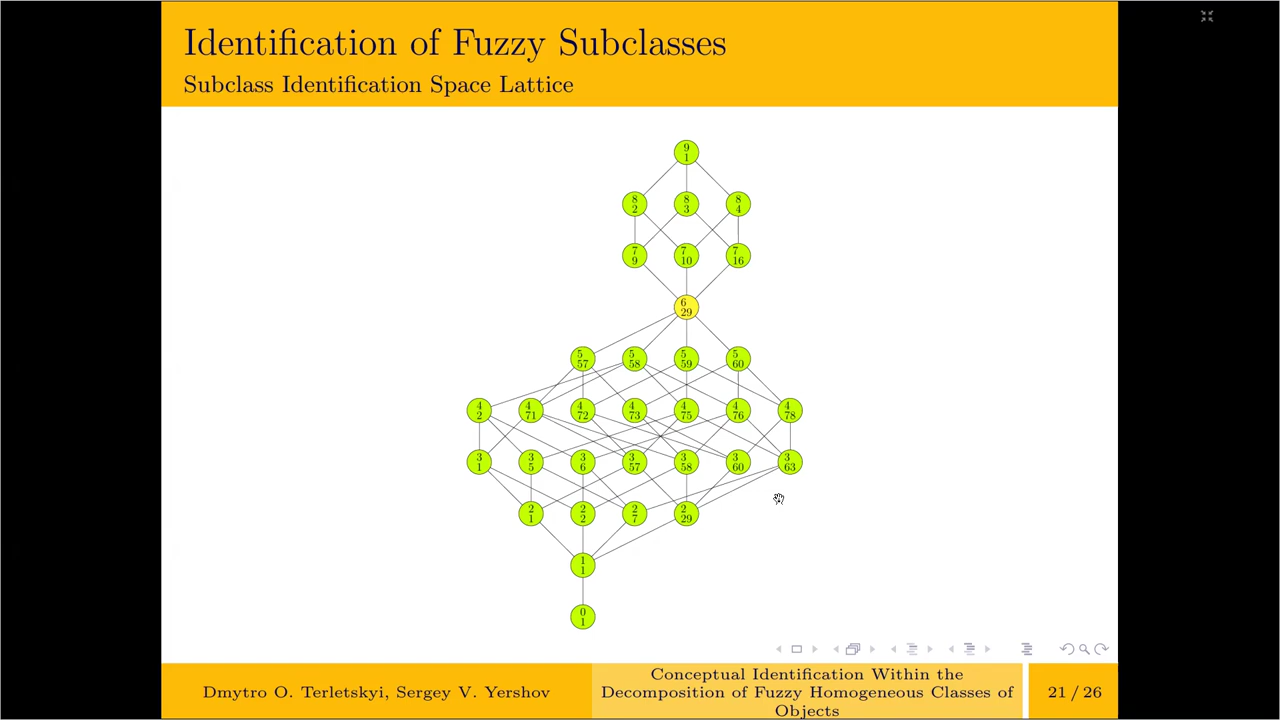 Identification of Fuzzy Subclasses
Subclass Identification Space Lattice
9
1
8 8 8
2 3 4
7 7 7
9 10 16
6
29
5 5 5 5
57 58 59 60
4 4 4 4 4 4 4
2 71 72 73 75 76 78
3 3 3 3 3 3 3
1 5 6 57 58 60 63
2 2 2 2
1 2 7 29
1
1
0
1
Dmytro O. Terletskyi, Sergey V. Yershov
Conceptual Identification Within the
Decomposition of Fuzzy Homogeneous Classes of
Objects
21 / 26